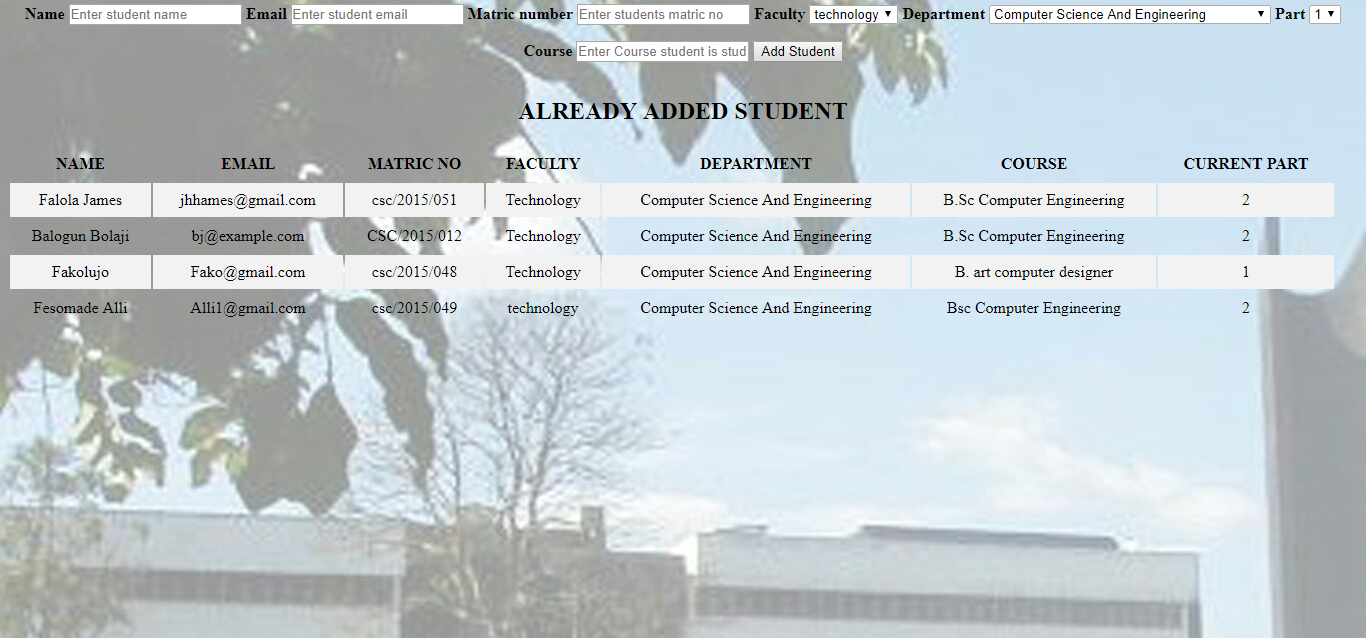 Name Enter student name Email Enter student email Matric number Enter students matric no Faculty technology Department Computer Science And Engineering Part 1
Course Enter Course student is stud Add Student
ALREADY ADDED STUDENT
NAME EMAIL MATRIC NO FACULTY DEPARTMENT COURSE CURRENT PART
Falola James jhhames@gmail.com csc/2015/051 Technology Computer Science And Engineering B.Sc Computer Engineering 2
Balogun Bolaji bj@example.com CSC/2015/012 Technology Computer Science And Engineering B.Sc Computer Engineering 2
Fakolujo Fako@gmail.com csc/2015/048 Technology Computer Science And Engineering B. art computer designer 1
Fesomade Alli Alli1@gmail.com csc/2015/049 technology Computer Science And Engineering Bsc Computer Engineering 2